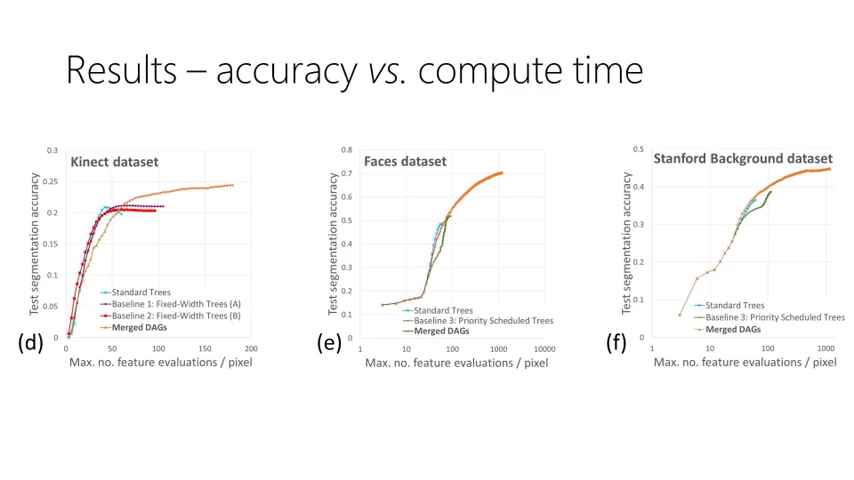 Results – accuracy vs. compute time
Kinect dataset
Test segmentation accuracy
0.3
0.25
0.2
0.15
0.1
0.05
0
Standard Trees
Baseline 1: Fixed-Width Trees (A)
Baseline 2: Fixed-Width Trees (B)
Merged DAGs
0 50 100 150 200
Max. no. feature evaluations / pixel
(d)
Faces dataset
Test segmentation accuracy
0.8
0.7
0.6
0.5
0.4
0.3
0.2
0.1
0
Standard Trees
Baseline 3: Priority Scheduled Trees
Merged DAGs
1 10 100 1000 10000
Max. no. feature evaluations / pixel
(e)
Stanford Background dataset
Test segmentation accuracy
0.5
0.4
0.3
0.2
0.1
0
Standard Trees
Baseline 3: Priority Scheduled Trees
Merged DAGs
1 10 100 1000
Max. no. feature evaluations / pixel
(f)